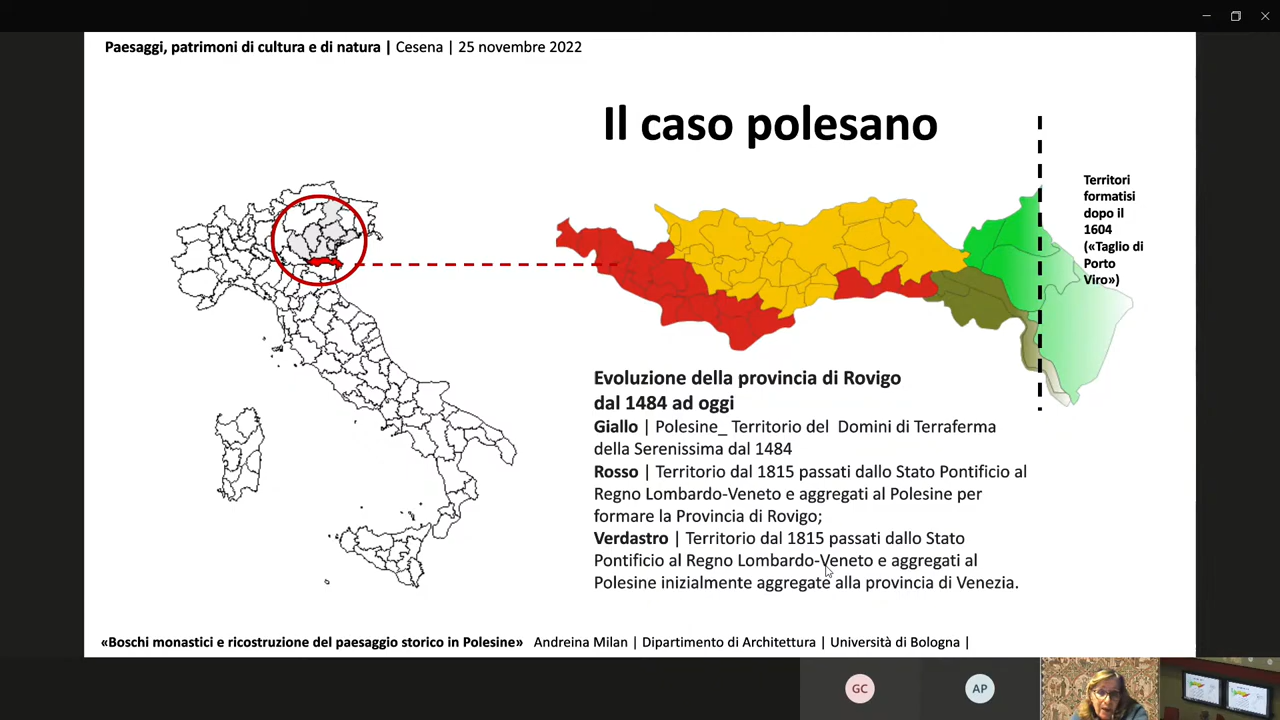 Paesaggi, patrimoni di cultura e di natura | Cesena | 25 novembre 2022
Il caso polesano
Territori
formatisi
dopo il
1604
(«Taglio di
Porto
Viro»)
Evoluzione della provincia di Rovigo
dal 1484 ad oggi
Giallo | Polesine_ Territorio del Domini di Terraferma
della Serenissima dal 1484
Rosso | Territorio dal 1815 passati dallo Stato Pontificio al
Regno Lombardo-Veneto e aggregati al Polesine per
formare la Provincia di Rovigo;
Verdastro | Territorio dal 1815 passati dallo Stato
Pontificio al Regno Lombardo-Veneto e aggregati al
Polesine inizialmente aggregate alla provincia di Venezia.
«Boschi monastici e ricostruzione del paesaggio storico in Polesine» Andreina Milan | Dipartimento di Architettura | Università di Bologna |
GC
AP